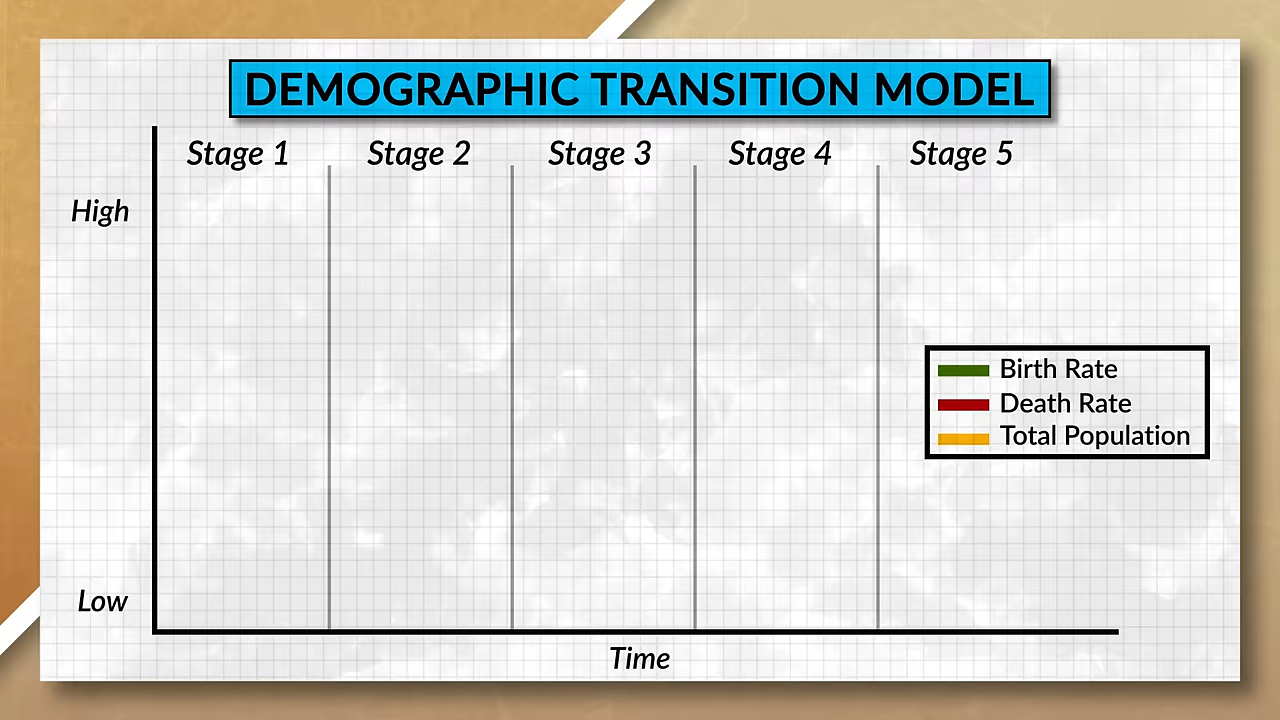 DEMOGRAPHIC TRANSITION MODEL
Stage 1 Stage 2 Stage 3 Stage 4 Stage 5
High
Birth Rate
Death Rate
Total Population
Low
Time